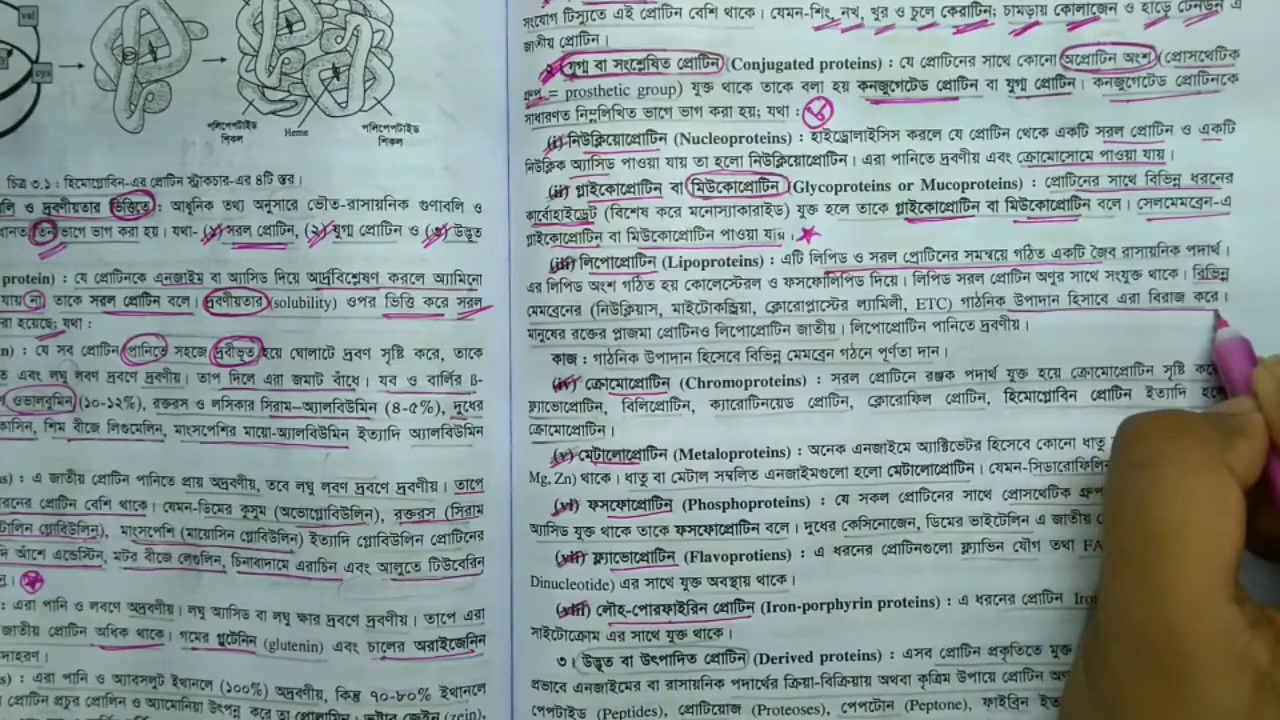 val
cys
পলিপেপটাইড
শিকল
Heme
পলিপেপটাইড
শিকল
চিত্র ৩.১ : হিমোগ্লোবিন-এর প্রোটিন স্ট্রাকচার-এর ৪টি স্তর।
ও দ্রবণীয়তার ভিত্তিতে : আধুনিক তথ্য অনুসারে ভৌত-রাসায়নিক গুণাবলি ও
তিন ভাগে ভাগ করা হয়। যথা- (১) সরল প্রোটিন, (২) যুগ্ম প্রোটিন ও (৩) উদ্ভূত
protein) : যে প্রোটিনকে এনজাইম বা অ্যাসিড দিয়ে আর্দ্রবিশ্লেষণ করলে অ্যামিনো
যায় না তাকে সরল প্রোটিন বলে। দ্রবণীয়তার (solubility) ওপর ভিত্তি করে সরল
করা হয়েছে; যথা :
যে সব প্রোটিন পানিতে সহজে দ্রবীভূত হয়ে ঘোলাটে দ্রবণ সৃষ্টি করে, তাকে
এবং লঘু লবণ দ্রবণে দ্রবণীয়। তাপ দিলে এরা জমাট বাঁধে। যব ও বার্লির β-
ওভালবুমিন (১০-১২%), রক্তরস ও লসিকার সিরাম-অ্যালবিউমিন (৪-৫%), দুধের
শিম বীজে লিগুমেলিন, মাংসপেশির মায়ো-অ্যালবিউমিন ইত্যাদি অ্যালবিউমিন
: এ জাতীয় প্রোটিন পানিতে প্রায় অদ্রবণীয়, তবে লঘু লবণ দ্রবণে দ্রবণীয়। তাপে
প্রোটিন বেশি থাকে। যেমন-ডিমের কুসুম (অভোগ্লোবিউলিন), রক্তরস (সিরাম
গ্লোবিউলিন), মাংসপেশি (মায়োসিন গ্লোবিউলিন) ইত্যাদি গ্লোবিউলিন প্রোটিনের
আঁশে এডেস্টিন, মটর বীজে লেগুলিন, চিনাবাদামে এরাচিন এবং আলুতে টিউবেরিন
: এরা পানি ও লবণে অদ্রবণীয়। লঘু অ্যাসিড বা লঘু ক্ষার দ্রবণে দ্রবণীয়। তাপে এরা
জাতীয় প্রোটিন অধিক থাকে। গমের গ্লুটেনিন (glutenin) এবং চালের অরাইজেনিন
উদাহরণ।
: এরা পানি ও অ্যাবসলুট ইথানলে (১০০%) অদ্রবণীয়, কিন্তু ৭০-৮০% ইথানলে
প্রোটিন প্রচুর প্রোলিন ও অ্যামোনিয়া উৎপন্ন করে তা প্রোলামিন। (zein),
সংযোগ টিস্যুতে এই প্রোটিন বেশি থাকে। যেমন-শিং, নখ, খুর ও চুলে কেরাটিন; চামড়ায় কোলাজেন ও হাড়ে টেনডন এ
জাতীয় প্রোটিন।
২ যুগ্ম বা সংশ্লেষিত প্রোটিন (Conjugated proteins) : যে প্রোটিনের সাথে কোনো অপ্রোটিন অংশ (প্রোসথেটিক
গ্রুপ = prosthetic group) যুক্ত থাকে তাকে বলা হয় কনজুগেটেড প্রোটিন বা যুগ্ম প্রোটিন। কনজুগেটেড প্রোটিনকে
সাধারণত নিম্নলিখিত ভাগে ভাগ করা হয়; যথা :
(i) নিউক্লিয়োপ্রোটিন (Nucleoproteins) : হাইড্রোলাইসিস করলে যে প্রোটিন থেকে একটি সরল প্রোটিন ও একটি
নিউক্লিক অ্যাসিড পাওয়া যায় তা হলো নিউক্লিয়োপ্রোটিন। এরা পানিতে দ্রবণীয় এবং ক্রোমোসোমে পাওয়া যায়।
(ii) গ্লাইকোপ্রোটিন বা মিউকোপ্রোটিন (Glycoproteins or Mucoproteins) : প্রোটিনের সাথে বিভিন্ন ধরনের
কার্বোহাইড্রেট (বিশেষ করে মনোস্যাকারাইড) যুক্ত হলে তাকে গ্লাইকোপ্রোটিন বা মিউকোপ্রোটিন বলে। সেলমেমব্রেন-এ
গ্লাইকোপ্রোটিন বা মিউকোপ্রোটিন পাওয়া যায়।
(iii) লিপোপ্রোটিন (Lipoproteins) : এটি লিপিড ও সরল প্রোটিনের সমন্বয়ে গঠিত একটি জৈব রাসায়নিক পদার্থ।
এর লিপিড অংশ গঠিত হয় কোলেস্টেরল ও ফসফোলিপিড দিয়ে। লিপিড সরল প্রোটিন অণুর সাথে সংযুক্ত থাকে। বিভিন্ন
মেমব্রেনের (নিউক্লিয়াস, মাইটোকন্ড্রিয়া, ক্লোরোপ্লাস্টের ল্যামিলী, ETC) গাঠনিক উপাদান হিসাবে এরা বিরাজ করে।
মানুষের রক্তের প্লাজমা প্রোটিনও লিপোপ্রোটিন জাতীয়। লিপোপ্রোটিন পানিতে দ্রবণীয়।
কাজ : গাঠনিক উপাদান হিসেবে বিভিন্ন মেমব্রেন গঠনে পূর্ণতা দান।
(iv) ক্রোমোপ্রোটিন (Chromoproteins) : সরল প্রোটিনে রঞ্জক পদার্থ যুক্ত হয়ে ক্রোমোপ্রোটিন সৃষ্টি
ফ্ল্যাভোপ্রোটিন, বিলিপ্রোটিন, ক্যারোটিনয়েড প্রোটিন, ক্লোরোফিল প্রোটিন, হিমোগ্লোবিন প্রোটিন ইত্যাদি
ক্রোমোপ্রোটিন।
(v) মেটালোপ্রোটিন (Metaloproteins) : অনেক এনজাইমে অ্যাক্টিভেটর হিসেবে কোনো ধাতু
Mg, Zn) থাকে। ধাতু বা মেটাল সম্বলিত এনজাইমগুলো হলো মেটালোপ্রোটিন। যেমন-সিডারোফিলিন
(vi) ফসফোপ্রোটিন (Phosphoproteins) : যে সকল প্রোটিনের সাথে প্রোসথেটিক গ্রুপ
অ্যাসিড যুক্ত থাকে তাকে ফসফোপ্রোটিন বলে। দুধের কেসিনোজেন, ডিমের ভাইটেলিন এ জাতীয়
(vii) ফ্ল্যাভোপ্রোটিন (Flavoprotiens) : এ ধরনের প্রোটিনগুলো ফ্ল্যাভিন যৌগ তথা FA
Dinucleotide) এর সাথে যুক্ত অবস্থায় থাকে।
(viii) লৌহ-পোরফাইরিন প্রোটিন (Iron-porphyrin proteins) : এ ধরনের প্রোটিন Iron
সাইটোক্রোম এর সাথে যুক্ত থাকে।
৩। উদ্ভূত বা উৎপাদিত প্রোটিন (Derived proteins) : এসব প্রোটিন প্রকৃতিতে মুক্ত
প্রভাবে এনজাইমের বা রাসায়নিক পদার্থের ক্রিয়া-বিক্রিয়ায় অথবা কৃত্রিম উপায়ে প্রোটিন
পেপটাইড (Peptides), প্রোটিয়োজ (Proteoses), পেপটোন (Peptone), ফাইব্রিন